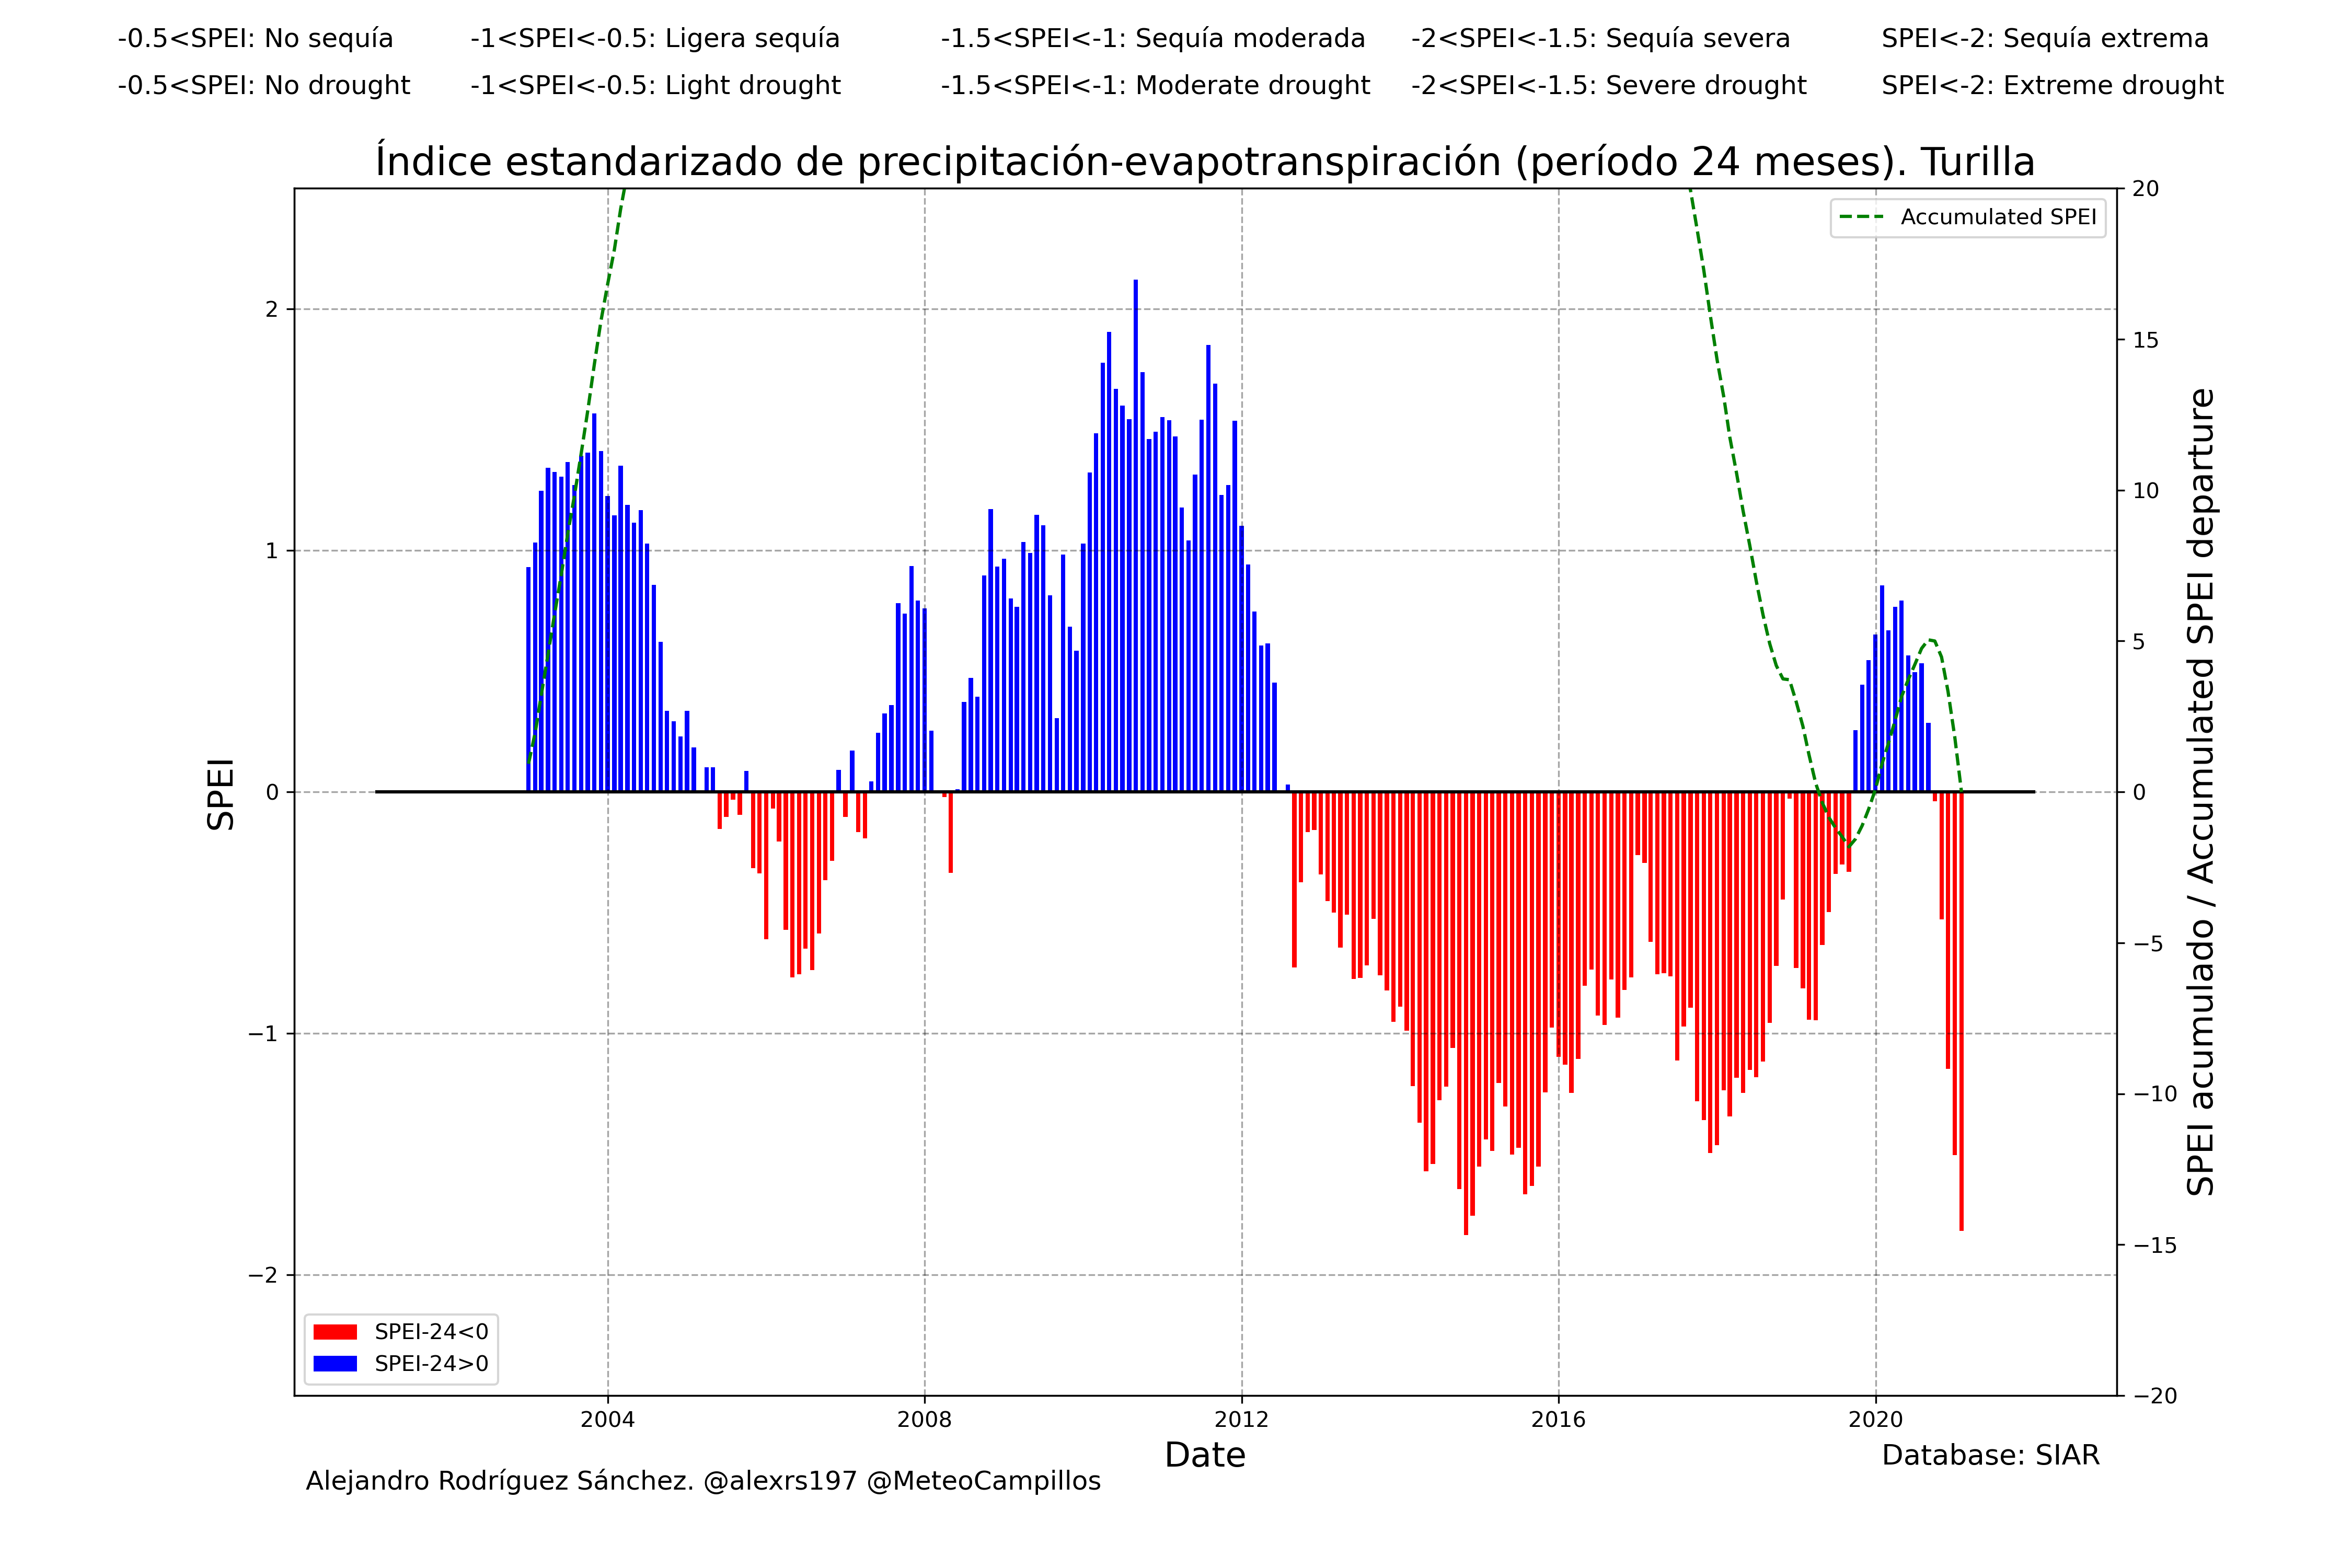 -0.5<SPEI: No sequía -1<SPEI<-0.5: Ligera sequía -1.5<SPEI<-1: Sequía moderada -2<SPEI<-1.5: Sequía severa SPEI<-2: Sequía extrema
-0.5<SPEI: No drought -1<SPEI<-0.5: Light drought -1.5<SPEI<-1: Moderate drought -2<SPEI<-1.5: Severe drought SPEI<-2: Extreme drought
Índice estandarizado de precipitación-evapotranspiración (período 24 meses). Turilla
Accumulated SPEI
SPEI
2
1
0
−1
−2
20
15
10
5
0
−5
−10
−15
−20
SPEI acumulado / Accumulated SPEI departure
SPEI-24<0
SPEI-24>0
2004 2008 2012 2016 2020
Date
Database: SIAR
Alejandro Rodríguez Sánchez. @alexrs197 @MeteoCampillos